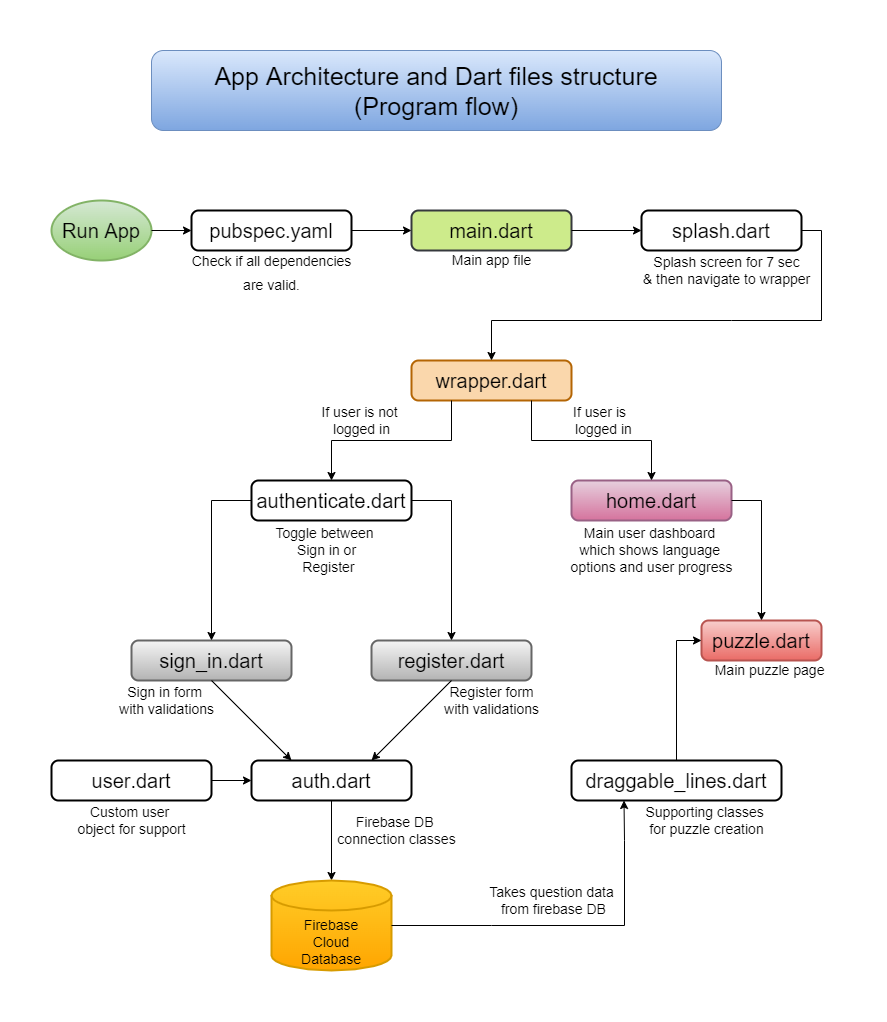 App Architecture and Dart files structure
(Program flow)
Run App
pubspec.yaml
main.dart
splash.dart
Check if all dependencies
are valid.
Main app file
Splash screen for 7 sec
& then navigate to wrapper
wrapper.dart
If user is not
logged in
If user is
logged in
authenticate.dart
home.dart
Toggle between
Sign in or
Register
Main user dashboard
which shows language
options and user progress
sign_in.dart
register.dart
puzzle.dart
Main puzzle page
Sign in form
with validations
Register form
with validations
user.dart
auth.dart
draggable_lines.dart
Custom user
object for support
Firebase DB
connection classes
Supporting classes
for puzzle creation
Takes question data
from firebase DB
Firebase
Cloud
Database